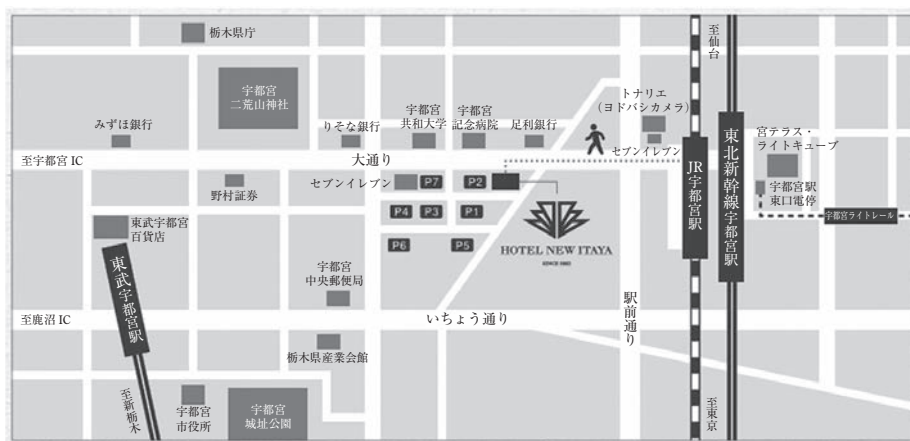 栃木県庁
至仙台
宇都宮
二荒山神社
トナリエ
(ヨドバシカメラ)
みずほ銀行
りそな銀行
宇都宮
共和大学
宇都宮
記念病院
足利銀行
セブンイレブン
宮テラス・
ライトキューブ
至宇都宮 IC
大通り
JR宇都宮駅
東北新幹線宇都宮駅
宇都宮駅
東口電停
宇都宮ライトレール
野村証券
セブンイレブン
P7
P2
P4
P3
P1
P6
P5
HOTEL NEW ITAYA
東武宇都宮
百貨店
東武宇都宮駅
宇都宮
中央郵便局
至鹿沼 IC
いちょう通り
駅前通り
栃木県産業会館
至新栃木
宇都宮
市役所
宇都宮
城址公園
至東京